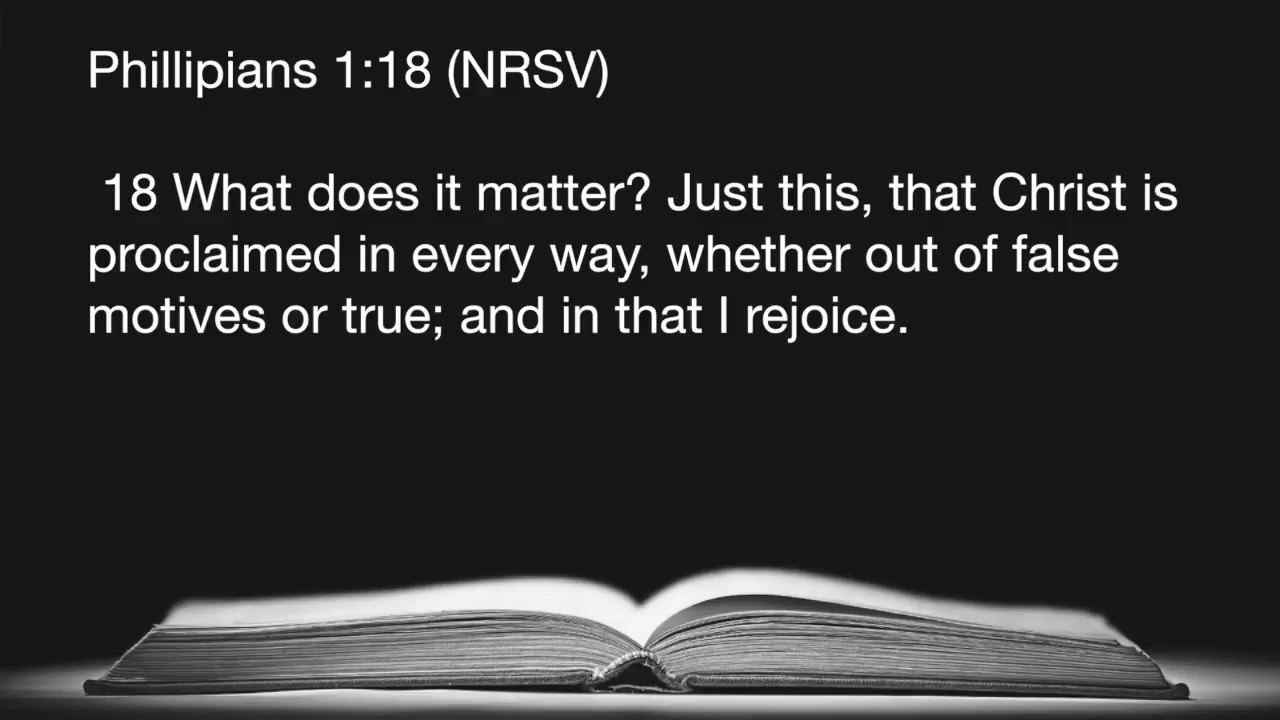 Phillipians 1:18 (NRSV)
18 What does it matter? Just this, that Christ is
proclaimed in every way, whether out of false
motives or true; and in that I rejoice.